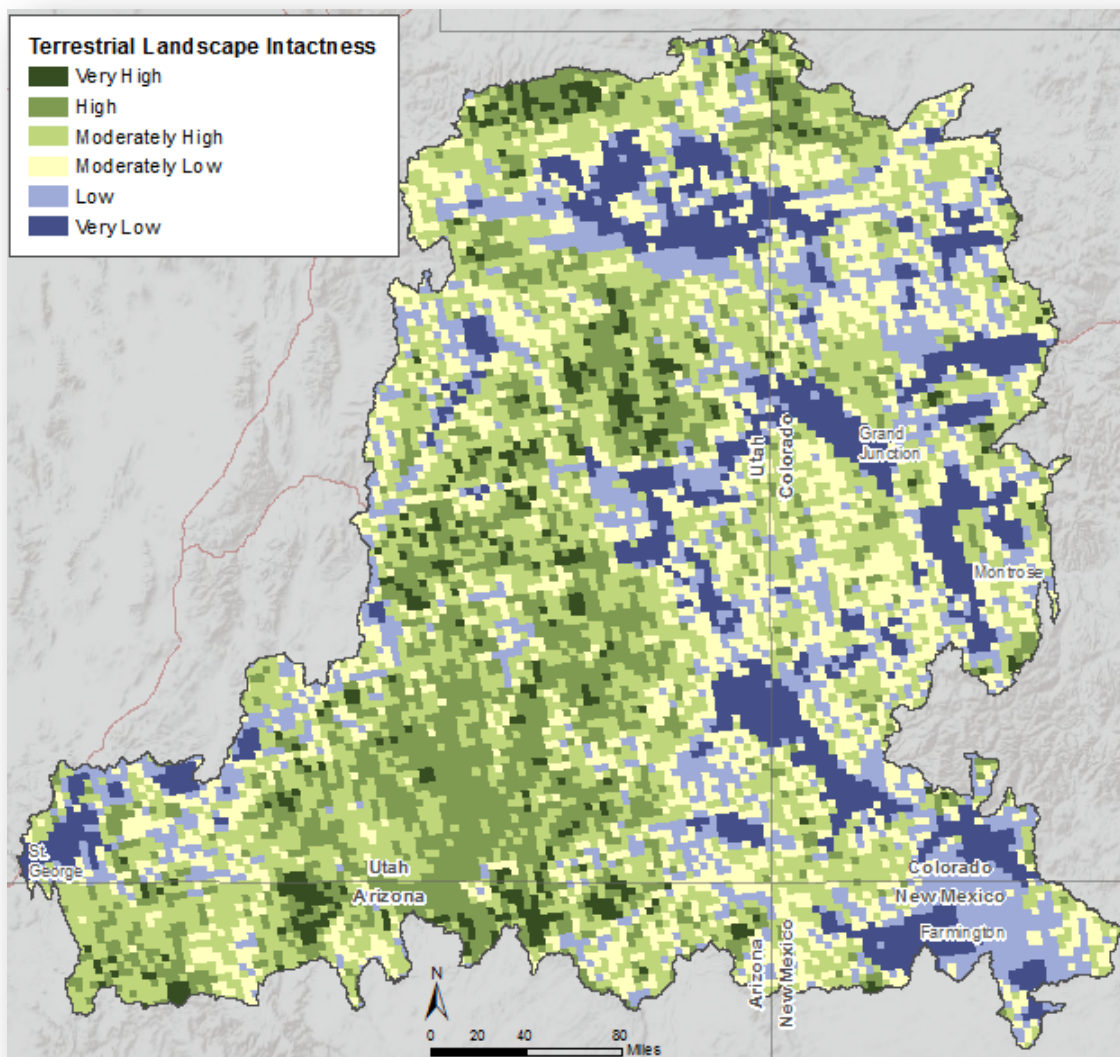 Terrestrial Landscape Intactness
Very High
High
Moderately High
Moderately Low
Low
Very Low
Utah
Colorado
Grand
Junction
Montrose
St.
George
Utah
Arizona
Colorado
New Mexico
Farmington
Arizona
New Mexico
N
0 20 40 80
Miles